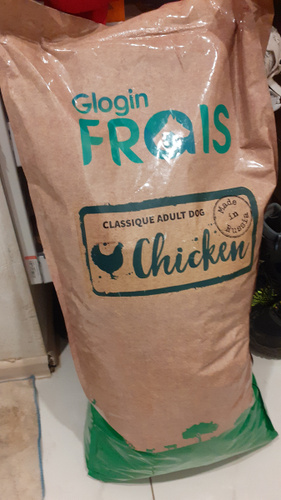 Glogin
FRaIS
CLASSIQUE ADULT DOG
Chicken
Made
in